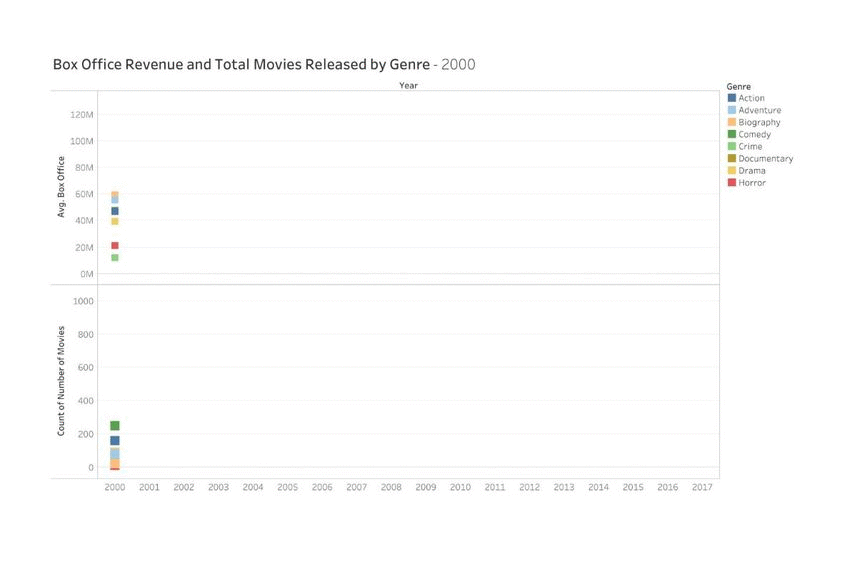 Box Office Revenue and Total Movies Released by Genre - 2000
Year
Genre
Action
Adventure
Biography
Comedy
Crime
Documentary
Drama
Horror
Avg. Box Office
120M
100M
80M
60M
40M
20M
0M
Count of Number of Movies
1000
800
600
400
200
0
2000 2001 2002 2003 2004 2005 2006 2007 2008 2009 2010 2011 2012 2013 2014 2015 2016 2017